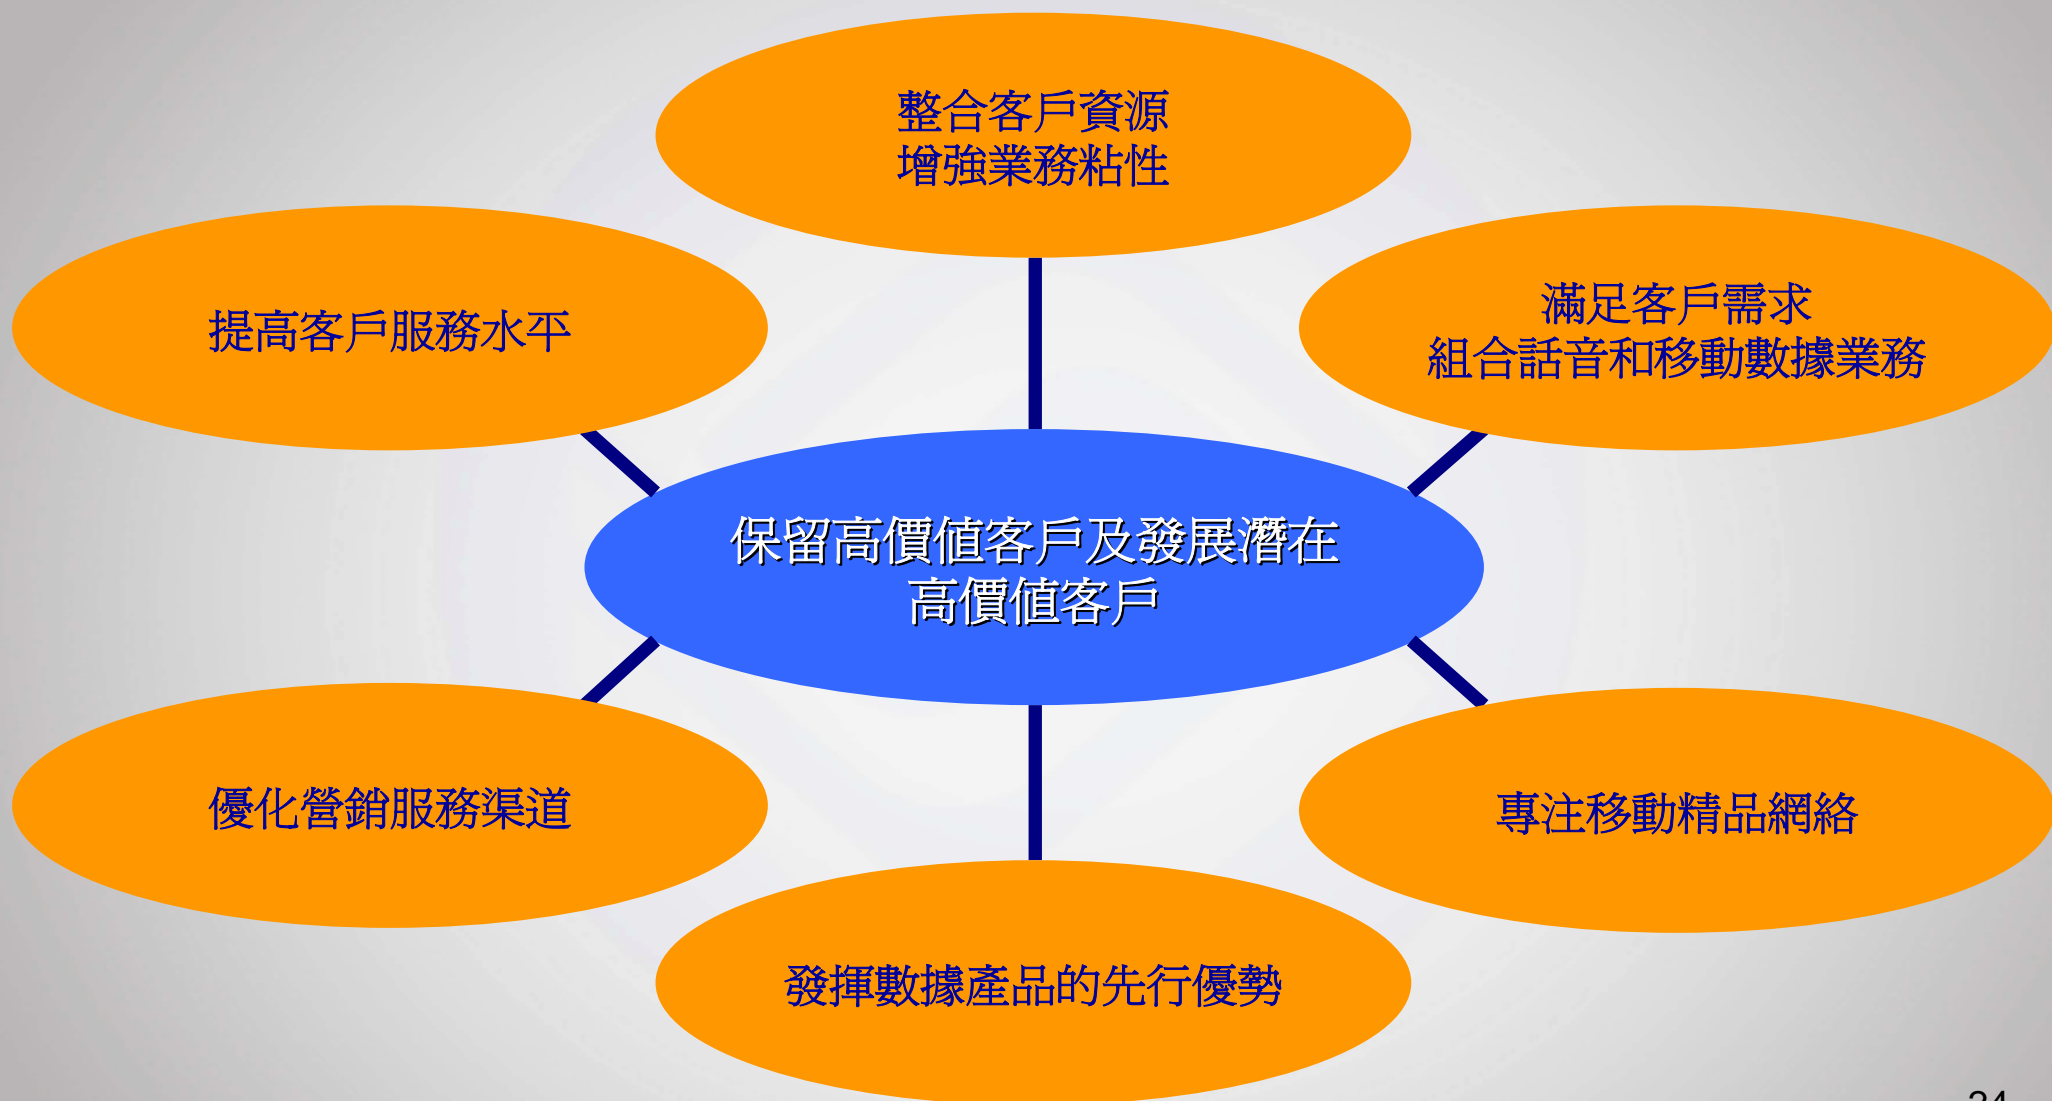 整合客戶資源
增強業務粘性
提高客戶服務水平
滿足客戶需求
組合話音和移動數據業務
保留高價值客戶及發展潛在
高價值客戶
優化營銷服務渠道
專注移動精品網絡
發揮數據產品的先行優勢